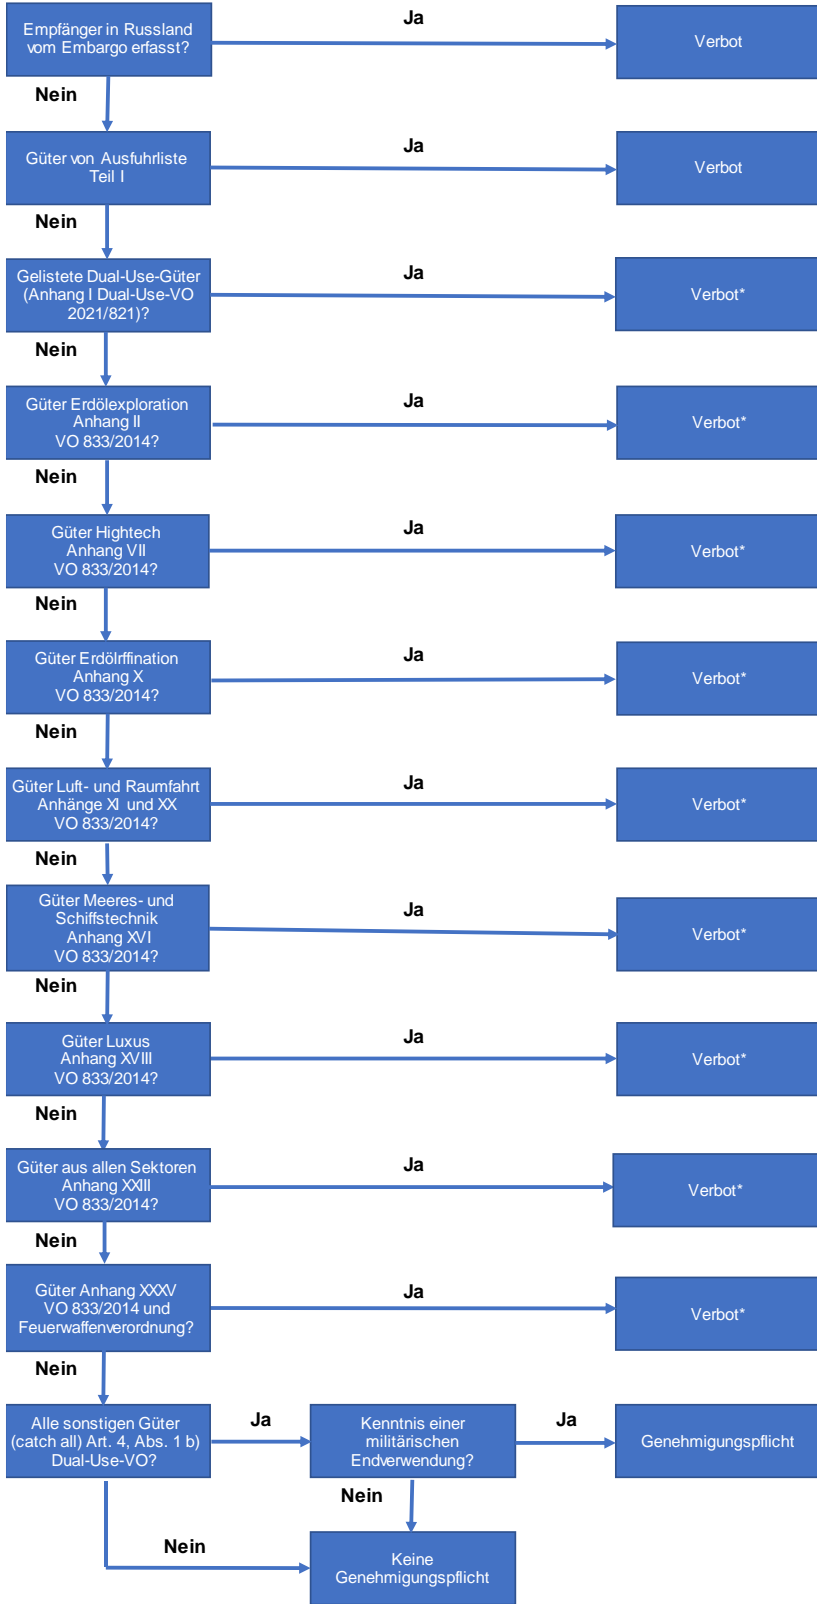 Empfänger in Russland
vom Embargo erfasst?
Ja
Verbot
Nein
Güter von Ausfuhrliste
Teil I
Ja
Verbot
Nein
Gelistete Dual-Use-Güter
(Anhang I Dual-Use-VO
2021/821)?
Ja
Verbot*
Nein
Güter Erdölexploration
Anhang II
VO 833/2014?
Ja
Verbot*
Nein
Güter Hightech
Anhang VII
VO 833/2014?
Ja
Verbot*
Nein
Güter Erdölrffination
Anhang X
VO 833/2014?
Ja
Verbot*
Nein
Güter Luft- und Raumfahrt
Anhänge XI und XX
VO 833/2014?
Ja
Verbot*
Nein
Güter Meeres- und
Schiffstechnik
Anhang XVI
VO 833/2014?
Ja
Verbot*
Nein
Güter Luxus
Anhang XVIII
VO 833/2014?
Ja
Verbot*
Nein
Güter aus allen Sektoren
Anhang XXIII
VO 833/2014?
Ja
Verbot*
Nein
Güter Anhang XXXV
VO 833/2014 und
Feuerwaffenverordnung?
Ja
Verbot*
Nein
Alle sonstigen Güter
(catch all) Art. 4, Abs. 1 b)
Dual-Use-VO?
Ja
Kenntnis einer
militärischen
Endverwendung?
Ja
Genehmigungspflicht
Nein
Nein
Keine
Genehmigungspflicht